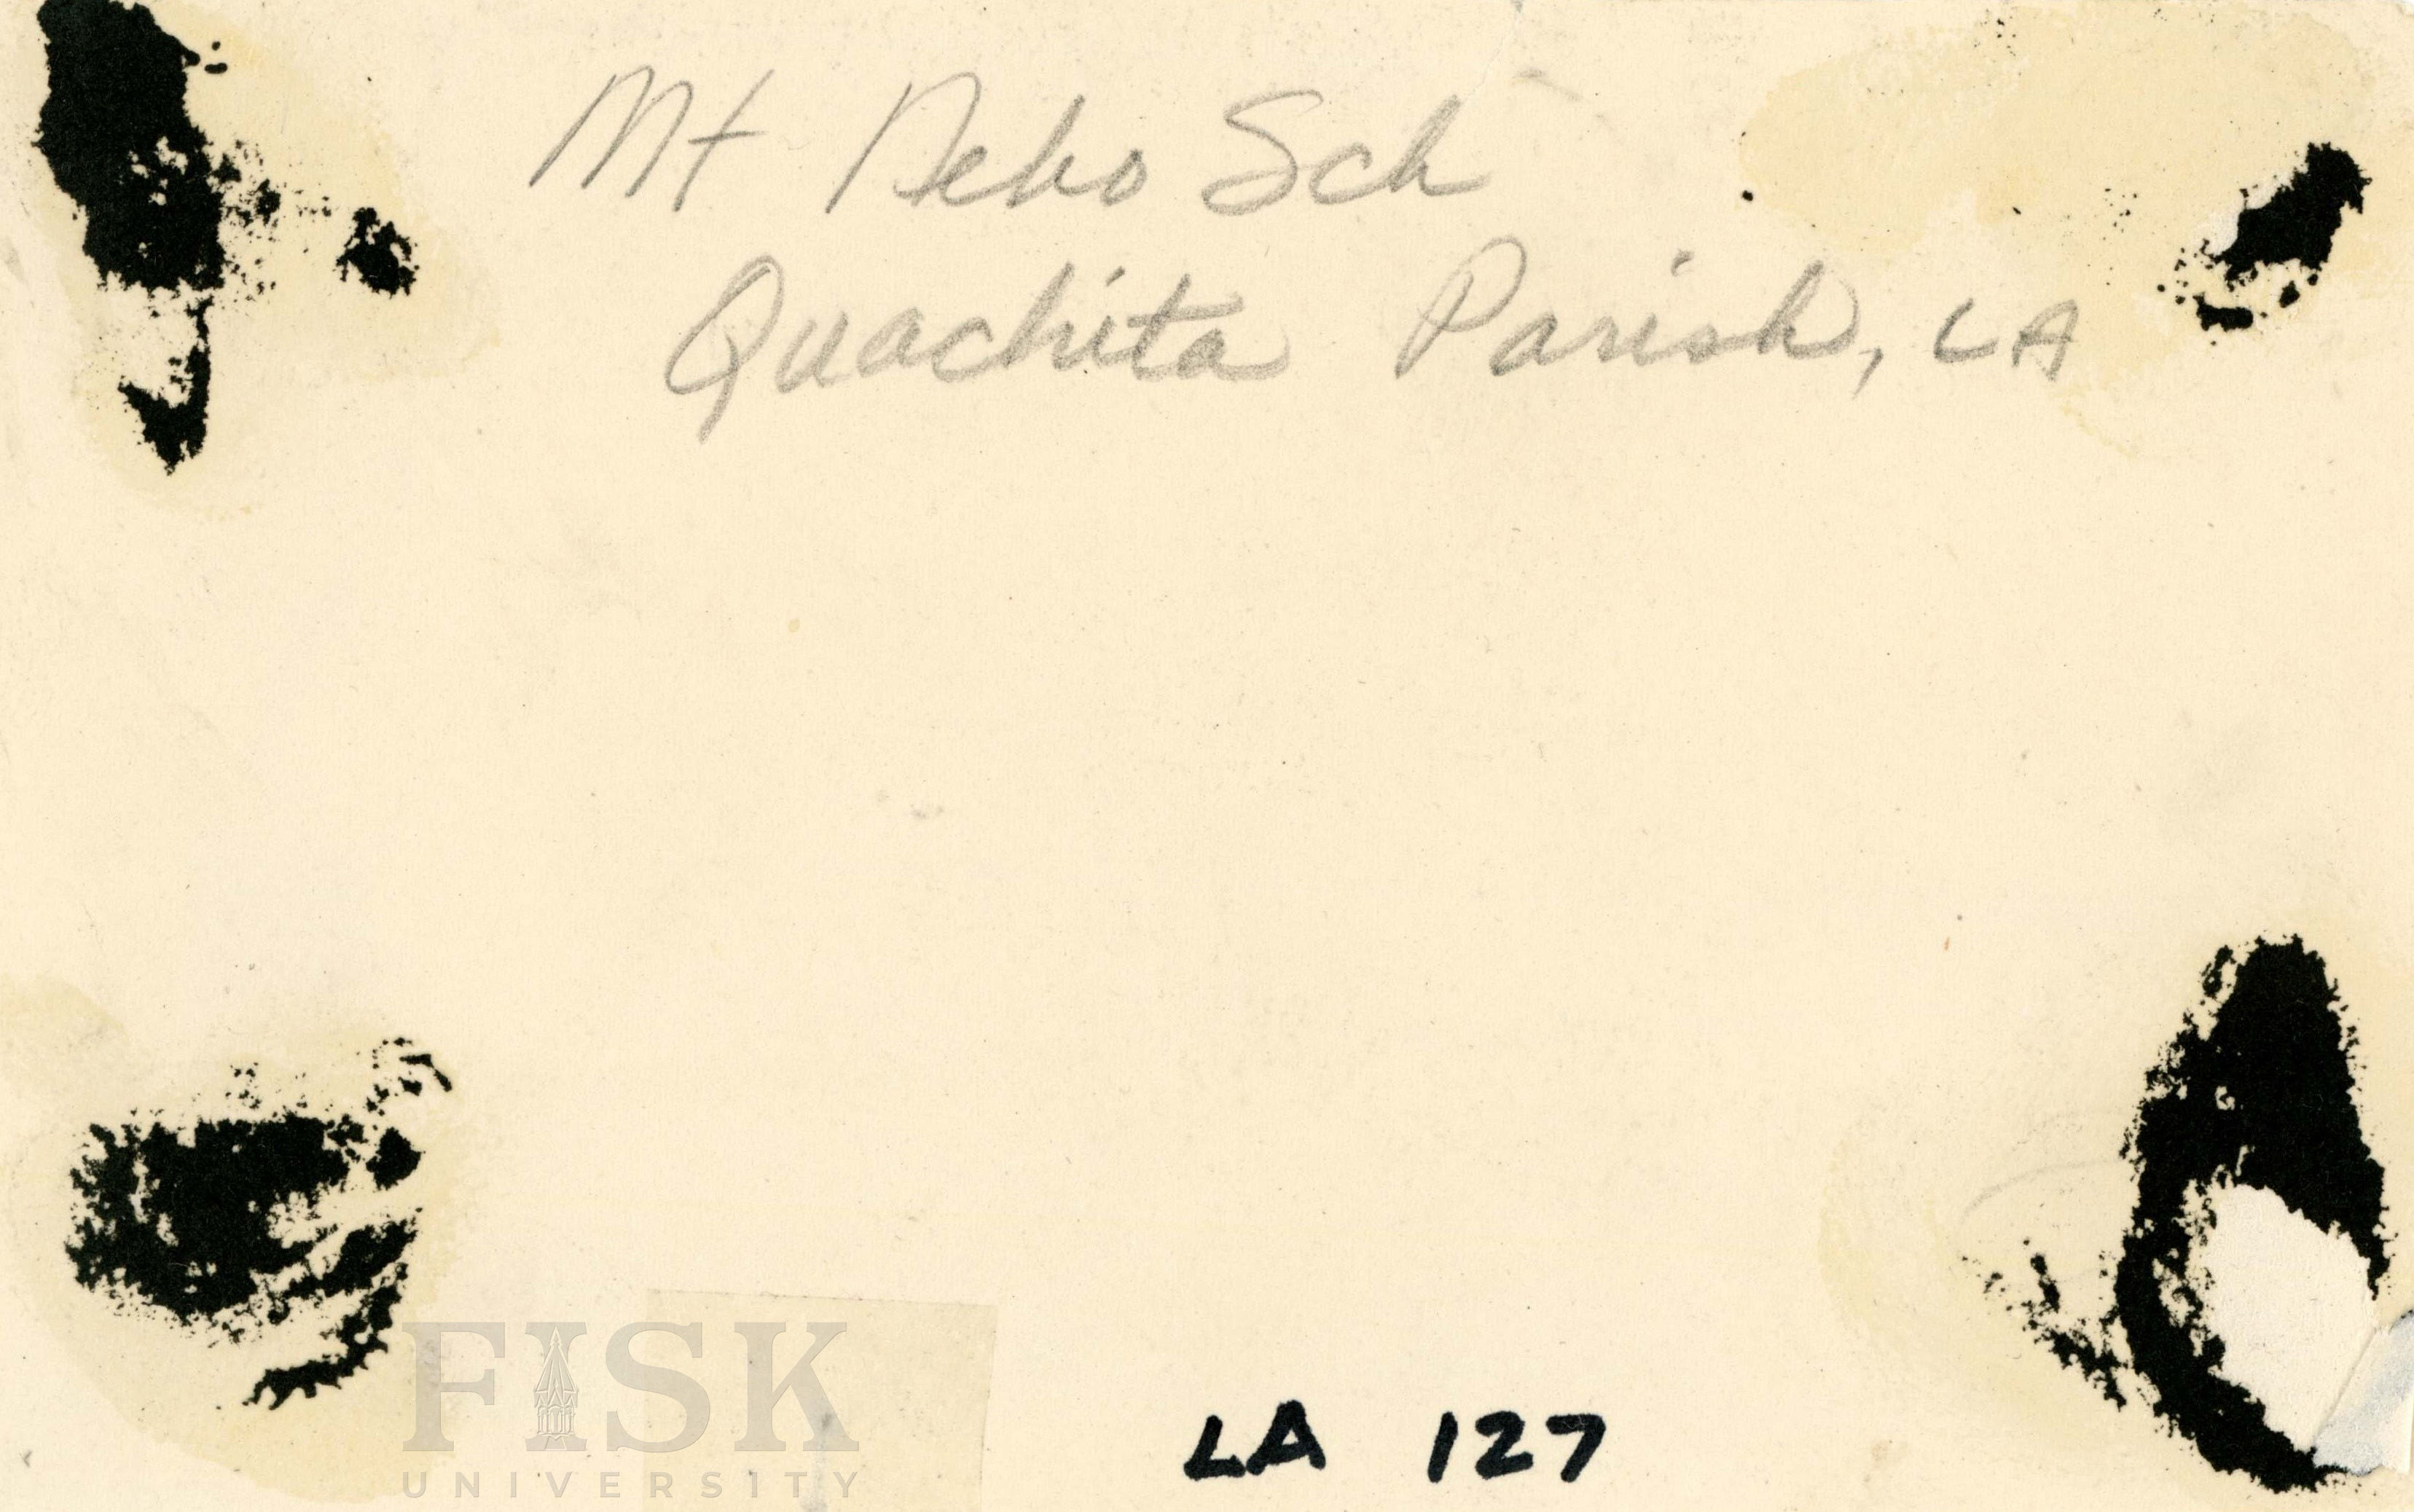 Mt Nebo Sch
Quachita Parish, LA
LA 127
FISK
UNIVERSITY